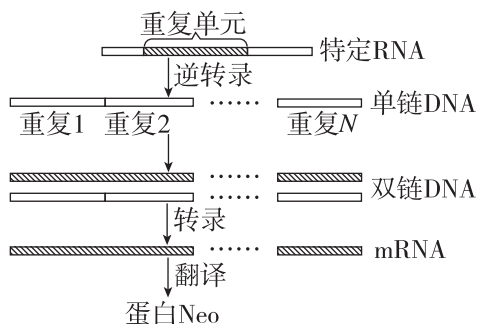 重复单元
特定RNA
逆转录
…… 单链DNA
重复1 重复2 重复N
……
…… 双链DNA
转录
…… mRNA
翻译
蛋白Neo